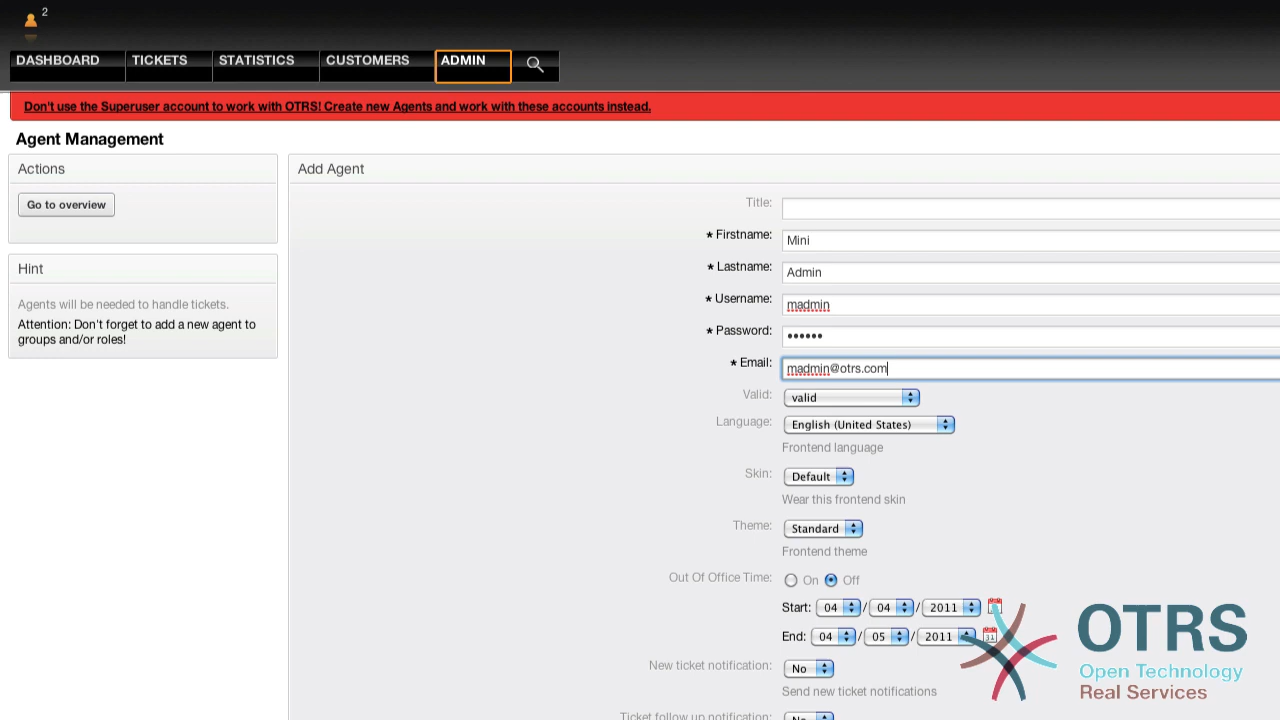 2
DASHBOARD TICKETS STATISTICS CUSTOMERS ADMIN
Don't use the Superuser account to work with OTRS! Create new Agents and work with these accounts instead.
Agent Management
Actions
Go to overview
Hint
Agents will be needed to handle tickets.
Attention: Don't forget to add a new agent to
groups and/or roles!
Add Agent
Title:
* Firstname: Mini
* Lastname: Admin
* Username: madmin
* Password: ••••••
* Email: madmin@otrs.com
Valid: valid
Language: English (United States)
Frontend language
Skin: Default
Wear this frontend skin
Theme: Standard
Frontend theme
Out Of Office Time: On Off
Start: 04 / 04 / 2011
End: 04 / 05 / 2011
New ticket notification: No
Send new ticket notifications
Ticket follow up notification: No
OTRS
Open Technology
Real Services